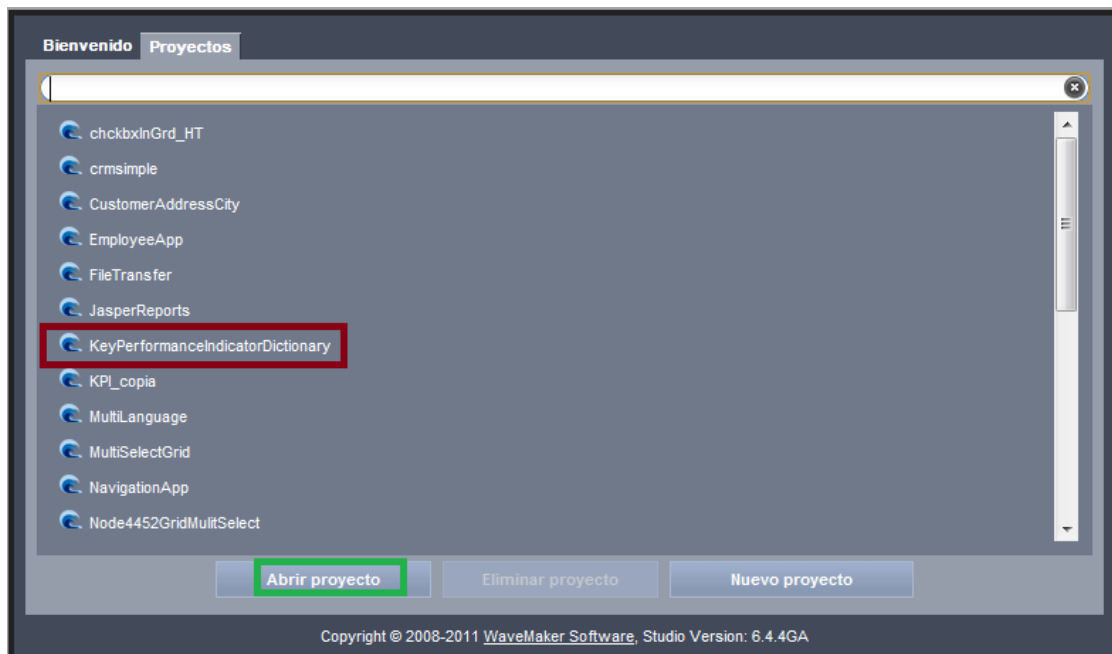 Bienvenido Proyectos
chckbxInGrd_HT
crmsimple
CustomerAddressCity
EmployeeApp
FileTransfer
JasperReports
KeyPerformanceIndicatorDictionary
KPI_copia
MultiLanguage
MultiSelectGrid
NavigationApp
Node4452GridMulitSelect
Abrir proyecto Eliminar proyecto Nuevo proyecto
Copyright © 2008-2011 WaveMaker Software, Studio Version: 6.4.4GA